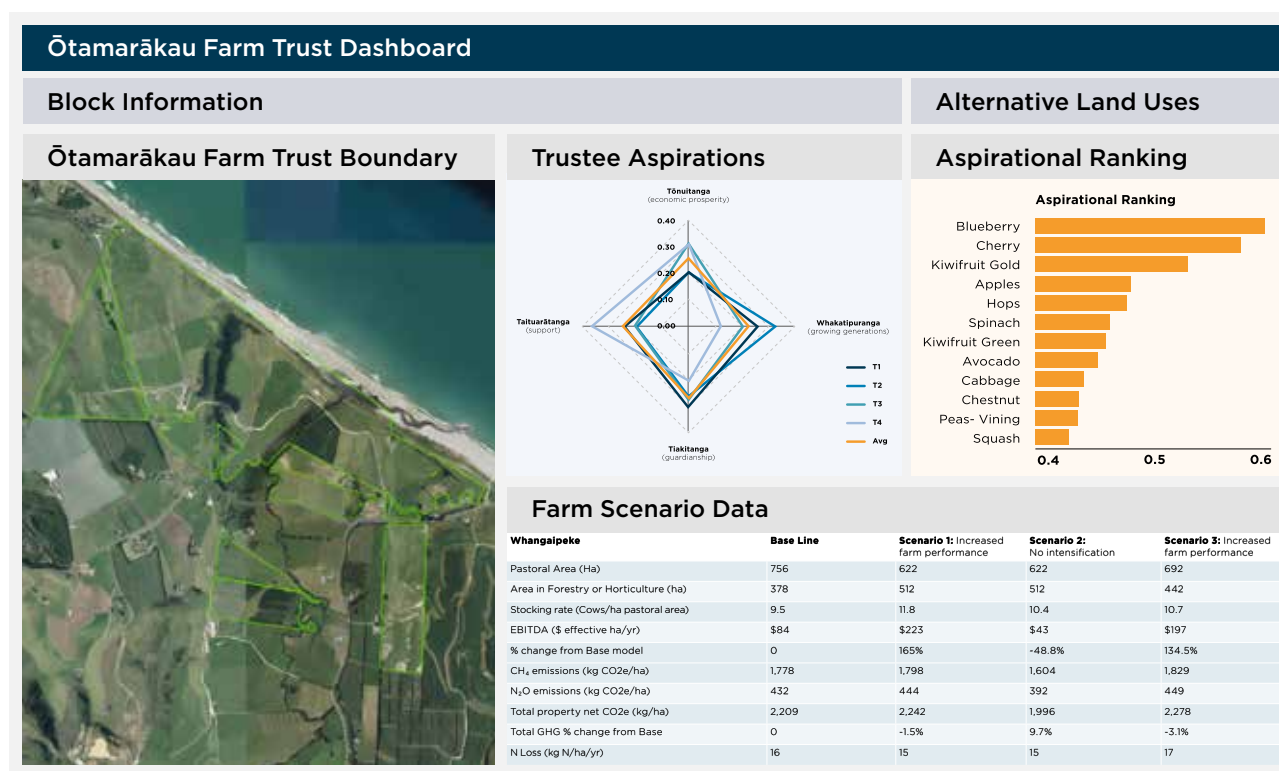 Ōtamarākau Farm Trust Dashboard
Block Information
Alternative Land Uses
Ōtamarākau Farm Trust Boundary
Trustee Aspirations
Tōnuitanga
(economic prosperity)
0.40
0.30
0.20
0.10
0.00
Taituarātanga
(support)
Whakatipuranga
(growing generations)
Tiakitanga
(guardianship)
T1
T2
T3
T4
Avg
Aspirational Ranking
Aspirational Ranking
Blueberry
Cherry
Kiwifruit Gold
Apples
Hops
Spinach
Kiwifruit Green
Avocado
Cabbage
Chestnut
Peas- Vining
Squash
0.4 0.5 0.6
Farm Scenario Data
Whangaipeke Base Line Scenario 1: Increased Scenario 2: Scenario 3: Increased
farm performance No intensification farm performance
Pastoral Area (Ha) 756 622 622 692
Area in Forestry or Horticulture (ha) 378 512 512 442
Stocking rate (Cows/ha pastoral area) 9.5 11.8 10.4 10.7
EBITDA ($ effective ha/yr) $84 $223 $43 $197
% change from Base model 0 165% -48.8% 134.5%
CH₄ emissions (kg CO2e/ha) 1,778 1,798 1,604 1,829
N₂O emissions (kg CO2e/ha) 432 444 392 449
Total property net CO2e (kg/ha) 2,209 2,242 1,996 2,278
Total GHG % change from Base 0 -1.5% 9.7% -3.1%
N Loss (kg N/ha/yr) 16 15 15 17